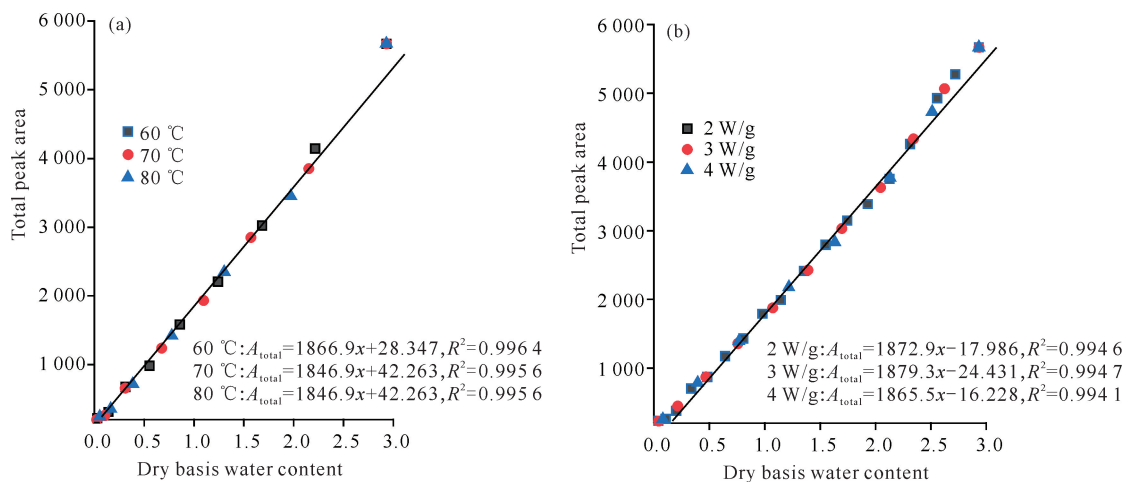 (a)
6 000
5 000
4 000
3 000
2 000
1 000
Total peak area
60 ℃
70 ℃
80 ℃
60 ℃:A_total=1866.9x+28.347,R²=0.996 4
70 ℃:A_total=1846.9x+42.263,R²=0.995 6
80 ℃:A_total=1846.9x+42.263,R²=0.995 6
0.0 0.5 1.0 1.5 2.0 2.5 3.0
Dry basis water content
(b)
6 000
5 000
4 000
3 000
2 000
1 000
Total peak area
2 W/g
3 W/g
4 W/g
2 W/g:A_total=1872.9x−17.986,R²=0.994 6
3 W/g:A_total=1879.3x−24.431,R²=0.994 7
4 W/g:A_total=1865.5x−16.228,R²=0.994 1
0.0 0.5 1.0 1.5 2.0 2.5 3.0
Dry basis water content